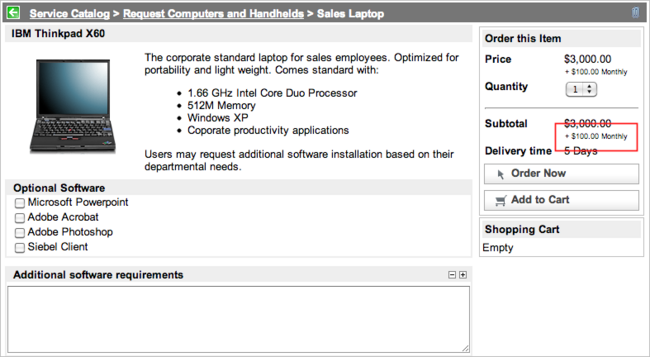 Service Catalog > Request Computers and Handhelds > Sales Laptop
IBM Thinkpad X60
The corporate standard laptop for sales employees. Optimized for
portability and light weight. Comes standard with:
• 1.66 GHz Intel Core Duo Processor
• 512M Memory
• Windows XP
• Coporate productivity applications
Users may request additional software installation based on their
departmental needs.
Optional Software
Microsoft Powerpoint
Adobe Acrobat
Adobe Photoshop
Siebel Client
Additional software requirements
Order this Item
Price $3,000.00
+ $100.00 Monthly
Quantity 1
Subtotal $3,000.00
+ $100.00 Monthly
Delivery time 5 Days
Order Now
Add to Cart
Shopping Cart
Empty